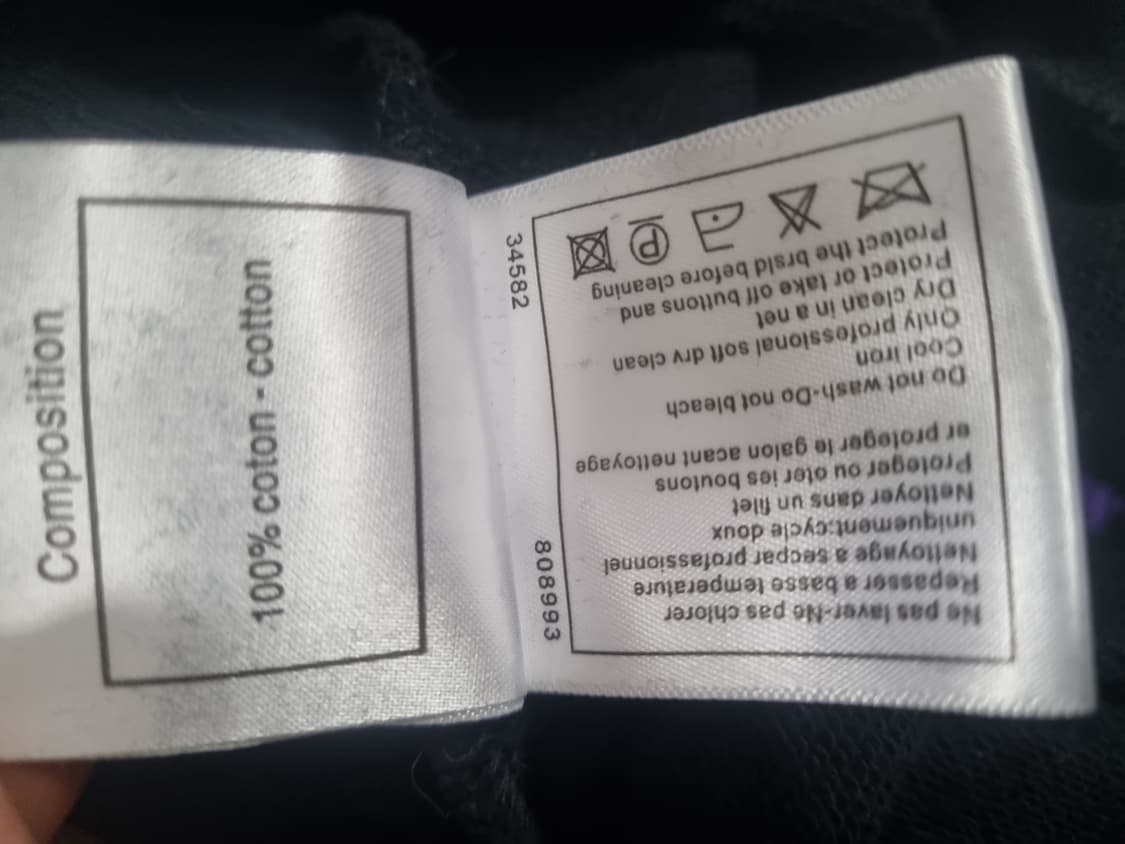 Composition
100% coton - cotton
34582
808993
Ne pas laver-Ne pas chlorer
Repasser a basse temperature
Nettoyage a secpar profassronnel
uniquement:cycle doux
Nettoyer dans un filet
Proteger ou oter ies boutons
er proteger le galon acant nettoyage
Do not wash-Do not bleach
Cool iron
Only professional soft drv clean
Dry clean in a net
Protect or take off buttons and
Protect the brsld before cleaning
P